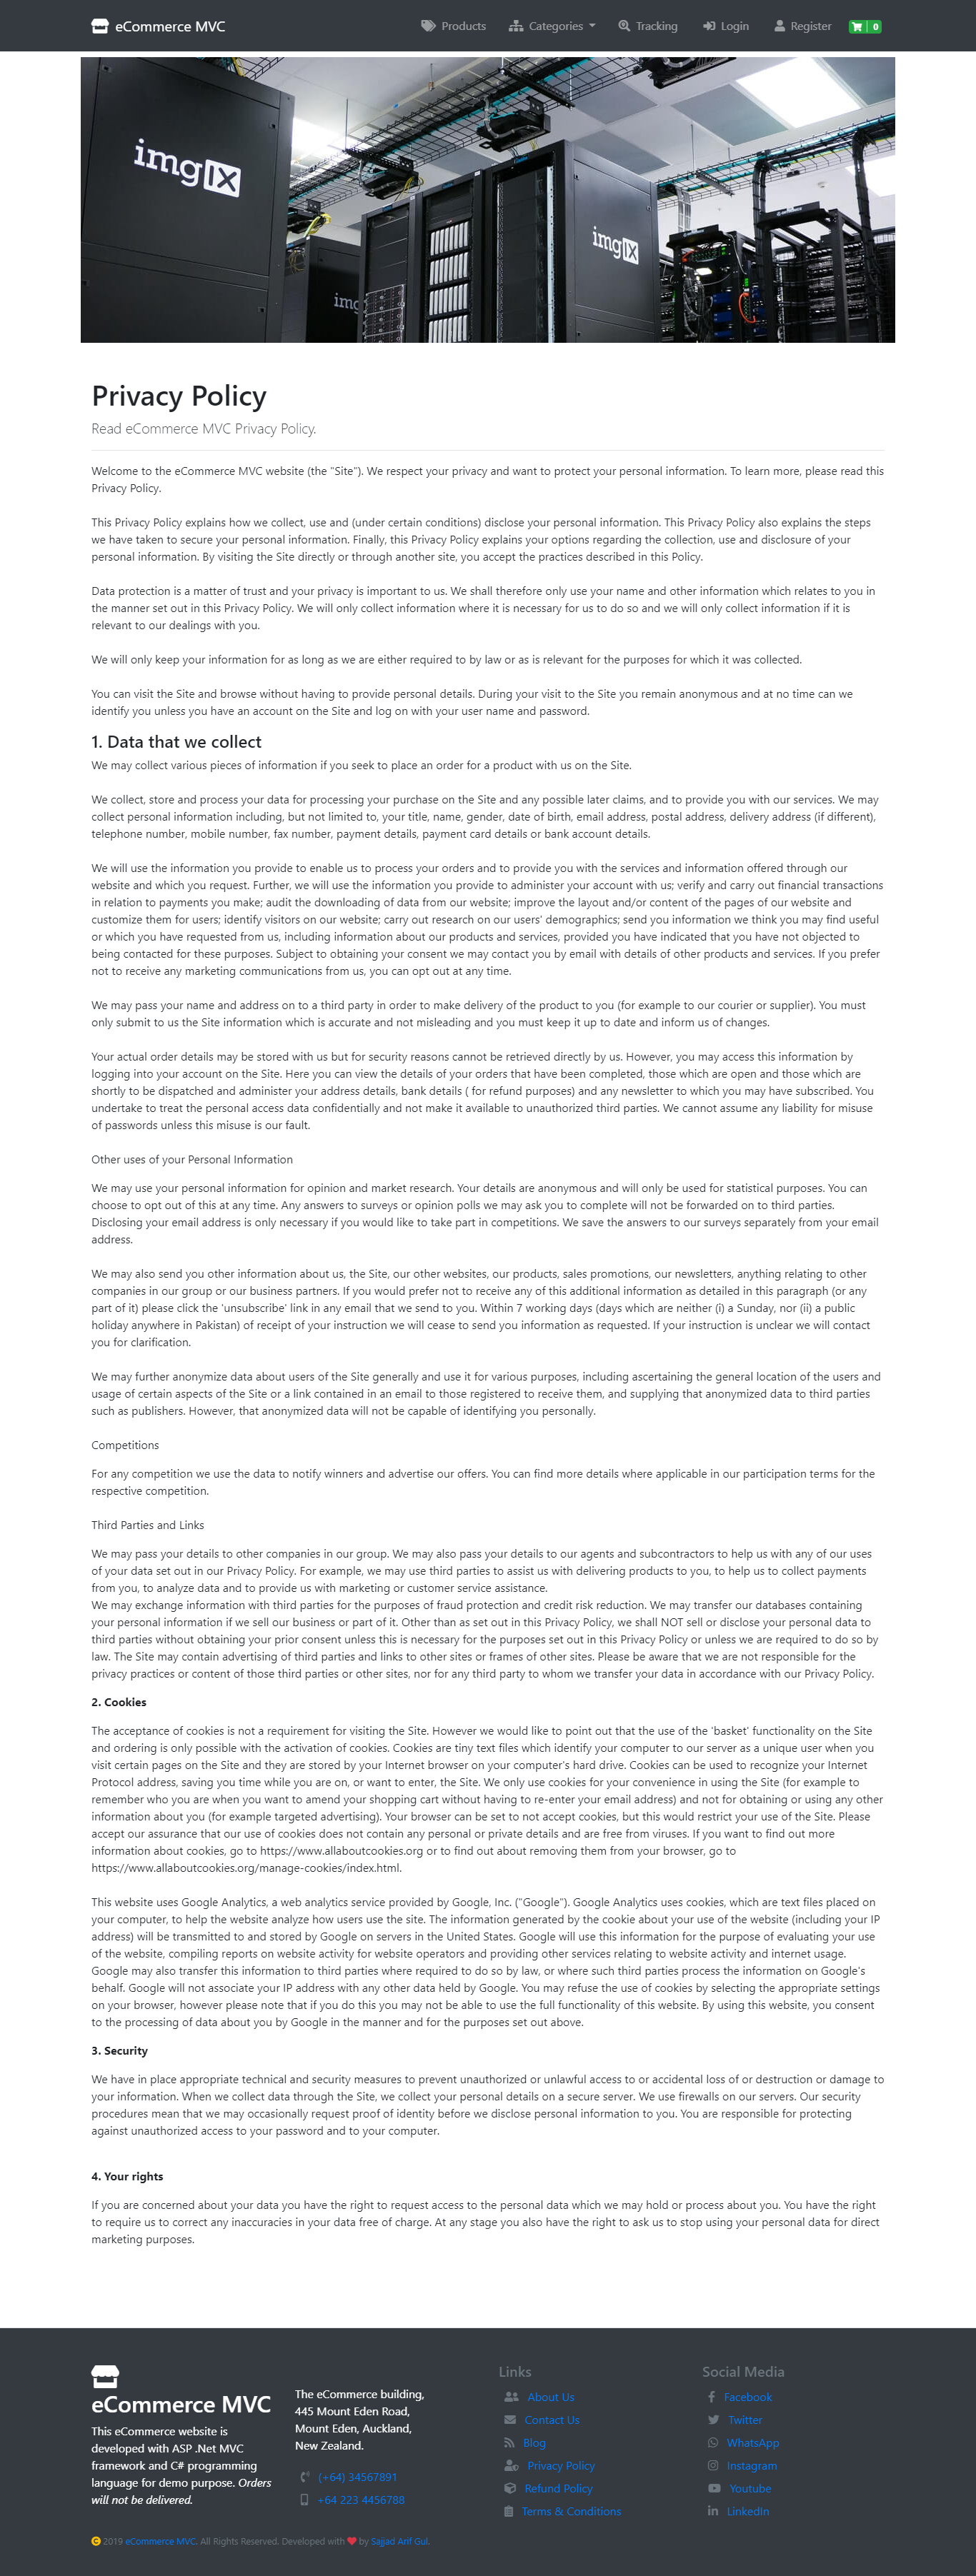 eCommerce MVC
Products
Categories
Tracking
Login
Register
0
imgIX
imgIX
imgIX
Privacy Policy
Read eCommerce MVC Privacy Policy.
Welcome to the eCommerce MVC website (the "Site"). We respect your privacy and want to protect your personal information. To learn more, please read this
Privacy Policy.
This Privacy Policy explains how we collect, use and (under certain conditions) disclose your personal information. This Privacy Policy also explains the steps
we have taken to secure your personal information. Finally, this Privacy Policy explains your options regarding the collection, use and disclosure of your
personal information. By visiting the Site directly or through another site, you accept the practices described in this Policy.
Data protection is a matter of trust and your privacy is important to us. We shall therefore only use your name and other information which relates to you in
the manner set out in this Privacy Policy. We will only collect information where it is necessary for us to do so and we will only collect information if it is
relevant to our dealings with you.
We will only keep your information for as long as we are either required to by law or as is relevant for the purposes for which it was collected.
You can visit the Site and browse without having to provide personal details. During your visit to the Site you remain anonymous and at no time can we
identify you unless you have an account on the Site and log on with your user name and password.
1. Data that we collect
We may collect various pieces of information if you seek to place an order for a product with us on the Site.
We collect, store and process your data for processing your purchase on the Site and any possible later claims, and to provide you with our services. We may
collect personal information including, but not limited to, your title, name, gender, date of birth, email address, postal address, delivery address (if different),
telephone number, mobile number, fax number, payment details, payment card details or bank account details.
We will use the information you provide to enable us to process your orders and to provide you with the services and information offered through our
website and which you request. Further, we will use the information you provide to administer your account with us; verify and carry out financial transactions
in relation to payments you make; audit the downloading of data from our website; improve the layout and/or content of the pages of our website and
customize them for users; identify visitors on our website; carry out research on our users' demographics; send you information we think you may find useful
or which you have requested from us, including information about our products and services, provided you have indicated that you have not objected to
being contacted for these purposes. Subject to obtaining your consent we may contact you by email with details of other products and services. If you prefer
not to receive any marketing communications from us, you can opt out at any time.
We may pass your name and address on to a third party in order to make delivery of the product to you (for example to our courier or supplier). You must
only submit to us the Site information which is accurate and not misleading and you must keep it up to date and inform us of changes.
Your actual order details may be stored with us but for security reasons cannot be retrieved directly by us. However, you may access this information by
logging into your account on the Site. Here you can view the details of your orders that have been completed, those which are open and those which are
shortly to be dispatched and administer your address details, bank details ( for refund purposes) and any newsletter to which you may have subscribed. You
undertake to treat the personal access data confidentially and not make it available to unauthorized third parties. We cannot assume any liability for misuse
of passwords unless this misuse is our fault.
Other uses of your Personal Information
We may use your personal information for opinion and market research. Your details are anonymous and will only be used for statistical purposes. You can
choose to opt out of this at any time. Any answers to surveys or opinion polls we may ask you to complete will not be forwarded on to third parties.
Disclosing your email address is only necessary if you would like to take part in competitions. We save the answers to our surveys separately from your email
address.
We may also send you other information about us, the Site, our other websites, our products, sales promotions, our newsletters, anything relating to other
companies in our group or our business partners. If you would prefer not to receive any of this additional information as detailed in this paragraph (or any
part of it) please click the 'unsubscribe' link in any email that we send to you. Within 7 working days (days which are neither (i) a Sunday, nor (ii) a public
holiday anywhere in Pakistan) of receipt of your instruction we will cease to send you information as requested. If your instruction is unclear we will contact
you for clarification.
We may further anonymize data about users of the Site generally and use it for various purposes, including ascertaining the general location of the users and
usage of certain aspects of the Site or a link contained in an email to those registered to receive them, and supplying that anonymized data to third parties
such as publishers. However, that anonymized data will not be capable of identifying you personally.
Competitions
For any competition we use the data to notify winners and advertise our offers. You can find more details where applicable in our participation terms for the
respective competition.
Third Parties and Links
We may pass your details to other companies in our group. We may also pass your details to our agents and subcontractors to help us with any of our uses
of your data set out in our Privacy Policy. For example, we may use third parties to assist us with delivering products to you, to help us to collect payments
from you, to analyze data and to provide us with marketing or customer service assistance.
We may exchange information with third parties for the purposes of fraud protection and credit risk reduction. We may transfer our databases containing
your personal information if we sell our business or part of it. Other than as set out in this Privacy Policy, we shall NOT sell or disclose your personal data to
third parties without obtaining your prior consent unless this is necessary for the purposes set out in this Privacy Policy or unless we are required to do so by
law. The Site may contain advertising of third parties and links to other sites or frames of other sites. Please be aware that we are not responsible for the
privacy practices or content of those third parties or other sites, nor for any third party to whom we transfer your data in accordance with our Privacy Policy.
2. Cookies
The acceptance of cookies is not a requirement for visiting the Site. However we would like to point out that the use of the 'basket' functionality on the Site
and ordering is only possible with the activation of cookies. Cookies are tiny text files which identify your computer to our server as a unique user when you
visit certain pages on the Site and they are stored by your Internet browser on your computer's hard drive. Cookies can be used to recognize your Internet
Protocol address, saving you time while you are on, or want to enter, the Site. We only use cookies for your convenience in using the Site (for example to
remember who you are when you want to amend your shopping cart without having to re-enter your email address) and not for obtaining or using any other
information about you (for example targeted advertising). Your browser can be set to not accept cookies, but this would restrict your use of the Site. Please
accept our assurance that our use of cookies does not contain any personal or private details and are free from viruses. If you want to find out more
information about cookies, go to https://www.allaboutcookies.org or to find out about removing them from your browser, go to
https://www.allaboutcookies.org/manage-cookies/index.html.
This website uses Google Analytics, a web analytics service provided by Google, Inc. ("Google"). Google Analytics uses cookies, which are text files placed on
your computer, to help the website analyze how users use the site. The information generated by the cookie about your use of the website (including your IP
address) will be transmitted to and stored by Google on servers in the United States. Google will use this information for the purpose of evaluating your use
of the website, compiling reports on website activity for website operators and providing other services relating to website activity and internet usage.
Google may also transfer this information to third parties where required to do so by law, or where such third parties process the information on Google's
behalf. Google will not associate your IP address with any other data held by Google. You may refuse the use of cookies by selecting the appropriate settings
on your browser, however please note that if you do this you may not be able to use the full functionality of this website. By using this website, you consent
to the processing of data about you by Google in the manner and for the purposes set out above.
3. Security
We have in place appropriate technical and security measures to prevent unauthorized or unlawful access to or accidental loss of or destruction or damage to
your information. When we collect data through the Site, we collect your personal details on a secure server. We use firewalls on our servers. Our security
procedures mean that we may occasionally request proof of identity before we disclose personal information to you. You are responsible for protecting
against unauthorized access to your password and to your computer.
4. Your rights
If you are concerned about your data you have the right to request access to the personal data which we may hold or process about you. You have the right
to require us to correct any inaccuracies in your data free of charge. At any stage you also have the right to ask us to stop using your personal data for direct
marketing purposes.
eCommerce MVC
This eCommerce website is
developed with ASP .Net MVC
framework and C# programming
language for demo purpose. Orders
will not be delivered.
The eCommerce building,
445 Mount Eden Road,
Mount Eden, Auckland,
New Zealand.
(+64) 34567891
+64 223 4456788
Links
About Us
Contact Us
Blog
Privacy Policy
Refund Policy
Terms & Conditions
Social Media
Facebook
Twitter
WhatsApp
Instagram
Youtube
LinkedIn
2019 eCommerce MVC. All Rights Reserved. Developed with ❤ by Sajjad Arif Gul.